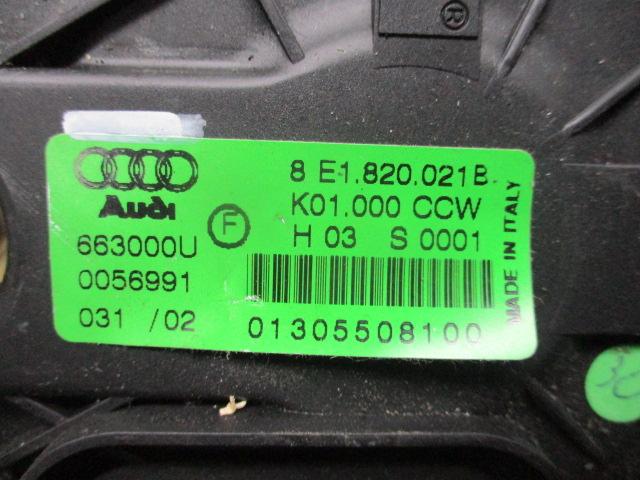 ®
Audi
663000U
0056991
031 /02
F
8 E1.820.021B
K01.000 CCW
H 03 S 0001
01305508100
MADE IN ITALY